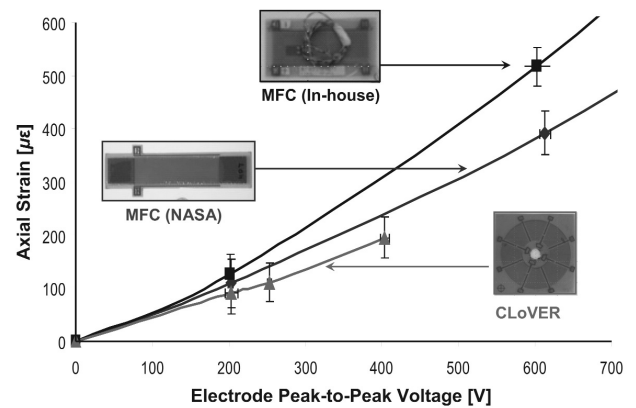 600
500
400
300
200
100
0
Axial Strain [με]
MFC (In-house)
MFC (NASA)
CLoVER
0 100 200 300 400 500 600 700
Electrode Peak-to-Peak Voltage [V]